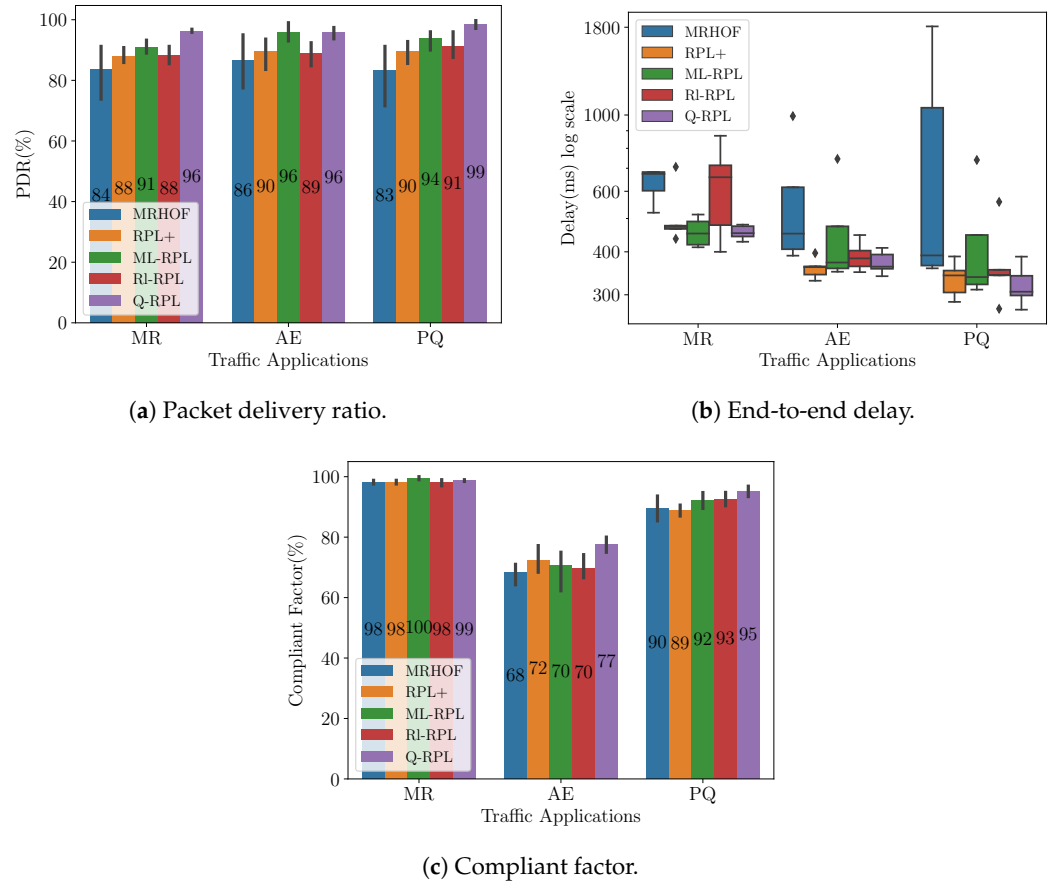 100
80
60
40
20
0
PDR(%)
84
88
91
88
96
86
90
96
89
96
83
90
94
91
99
MRHOF
RPL+
ML-RPL
Rl-RPL
Q-RPL
MR AE PQ
Traffic Applications
(a) Packet delivery ratio.
1800
1000
600
400
300
Delay(ms) log scale
MRHOF
RPL+
ML-RPL
Rl-RPL
Q-RPL
MR AE PQ
Traffic Applications
(b) End-to-end delay.
100
80
60
40
20
0
Compliant Factor(%)
98
98
100
98
99
68
72
70
70
77
90
89
92
93
95
MRHOF
RPL+
ML-RPL
Rl-RPL
Q-RPL
MR AE PQ
Traffic Applications
(c) Compliant factor.